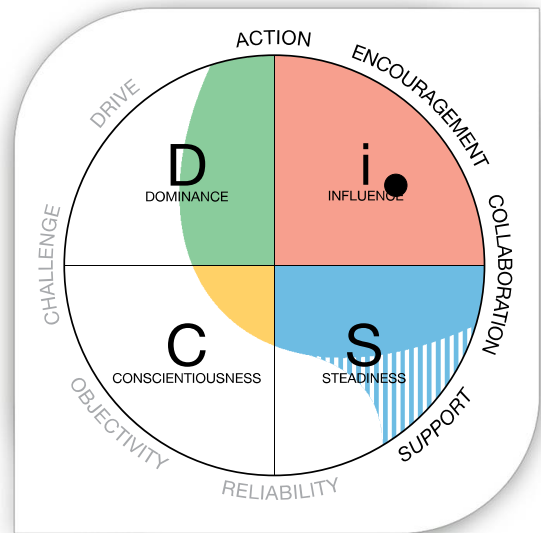 ACTION
ENCOURAGEMENT
DRIVE
D
DOMINANCE
i
INFLUENCE
CHALLENGE
COLLABORATION
C
CONSCIENTIOUSNESS
S
STEADINESS
OBJECTIVITY
SUPPORT
RELIABILITY